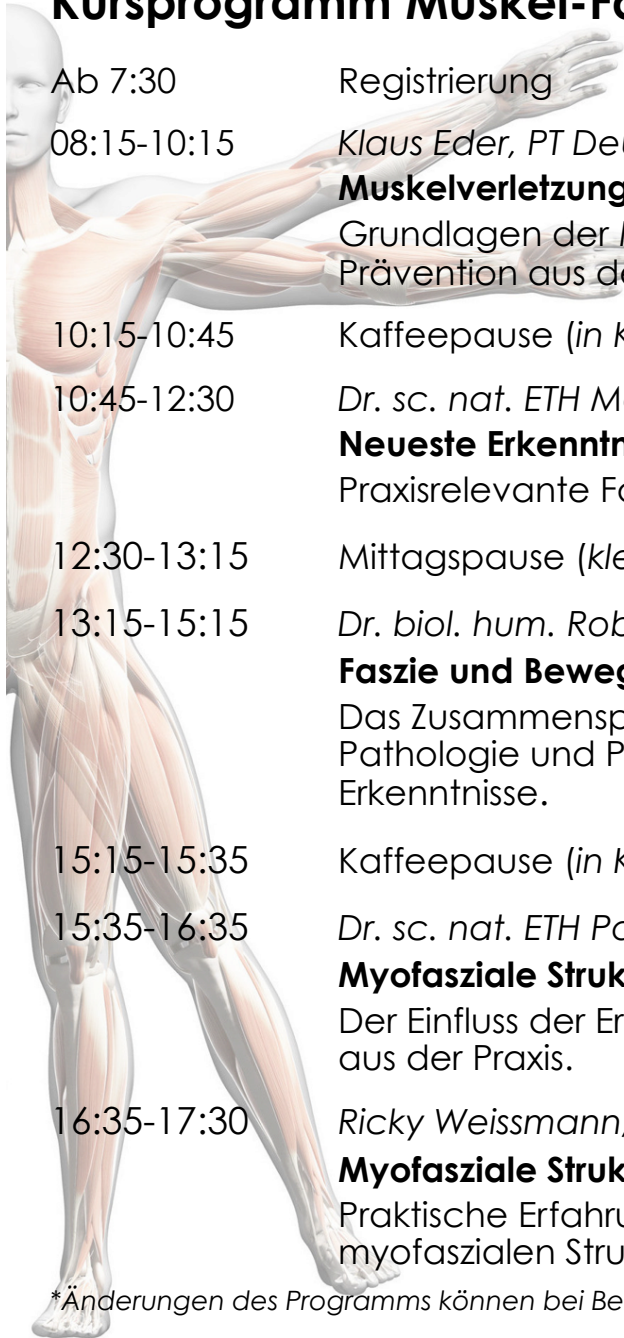 Kursprogramm Muskel-Fa
Ab 7:30 Registrierung
08:15-10:15 Klaus Eder, PT Deu
Muskelverletzung
Grundlagen der M
Prävention aus de
10:15-10:45 Kaffeepause (in K
10:45-12:30 Dr. sc. nat. ETH Ma
Neueste Erkenntn
Praxisrelevante Fa
12:30-13:15 Mittagspause (kle
13:15-15:15 Dr. biol. hum. Rob
Faszie und Beweg
Das Zusammensp
Pathologie und P
Erkenntnisse.
15:15-15:35 Kaffeepause (in K
15:35-16:35 Dr. sc. nat. ETH Pa
Myofasziale Struk
Der Einfluss der Er
aus der Praxis.
16:35-17:30 Ricky Weissmann,
Myofasziale Struk
Praktische Erfahru
myofaszialen Stru
*Änderungen des Programms können bei Be